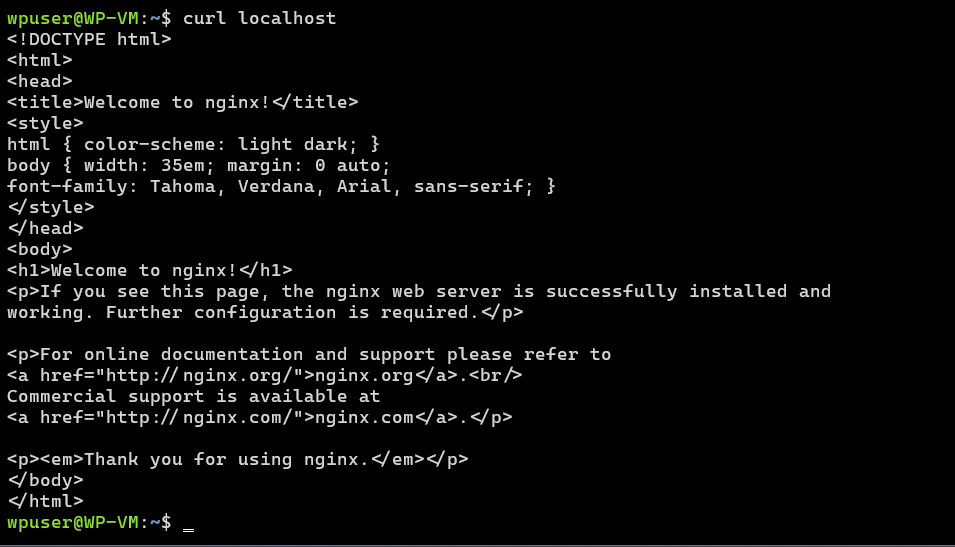 wpuser@WP-VM:~$ curl localhost
<!DOCTYPE html>
<html>
<head>
<title>Welcome to nginx!</title>
<style>
html { color-scheme: light dark; }
body { width: 35em; margin: 0 auto;
font-family: Tahoma, Verdana, Arial, sans-serif; }
</style>
</head>
<body>
<h1>Welcome to nginx!</h1>
<p>If you see this page, the nginx web server is successfully installed and
working. Further configuration is required.</p>

<p>For online documentation and support please refer to
<a href="http://nginx.org/">nginx.org</a>.<br/>
Commercial support is available at
<a href="http://nginx.com/">nginx.com</a>.</p>

<p><em>Thank you for using nginx.</em></p>
</body>
</html>
wpuser@WP-VM:~$ _